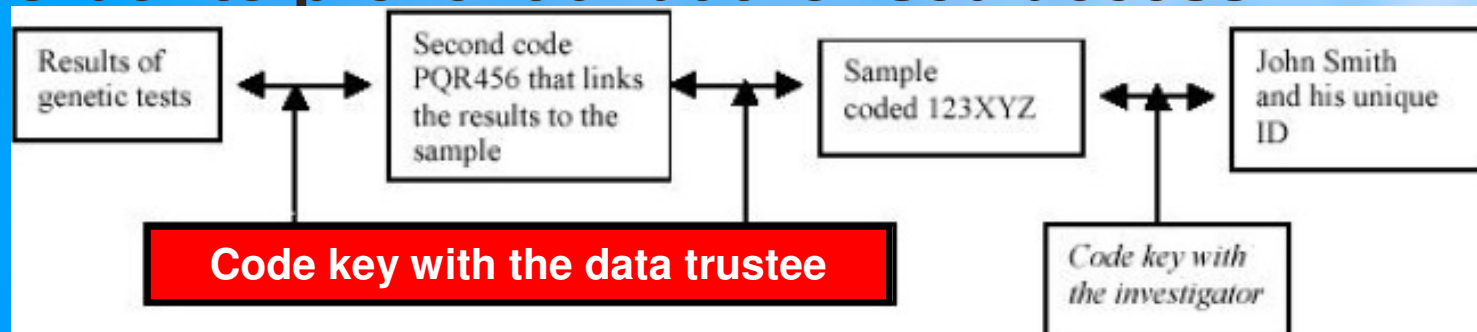 Results of
genetic tests
Second code
PQR456 that links
the results to the
sample
Sample
coded 123XYZ
John Smith
and his unique
ID
Code key with the data trustee
Code key with
the investigator